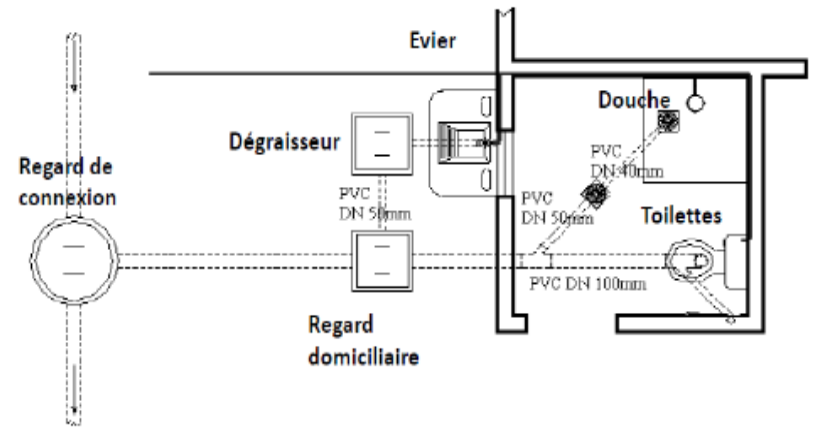 Evier
Douche
Dégraisseur
PVC
DN 40mm
Regard de
connexion
PVC
DN 50mm
PVC
DN 50mm
Toilettes
PVC DN 100mm
Regard
domiciliaire